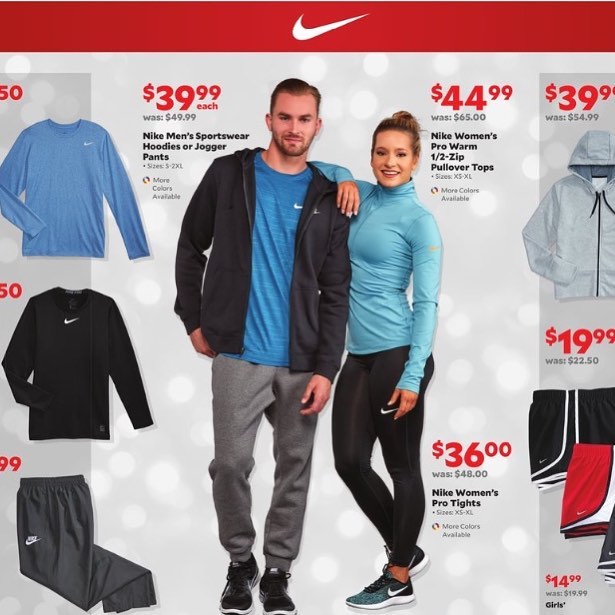 50
$39.99
each
was: $49.99
Nike Men's Sportswear
Hoodies or Jogger
Pants
• Sizes: S-2XL
More
Colors
Available
$44.99
was: $65.00
Nike Women's
Pro Warm
1/2-Zip
Pullover Tops
• Sizes: XS-XL
More Colors
Available
$39.99
was: $54.99
50
$19.99
was: $22.50
99
$36.00
was: $48.00
Nike Women's
Pro Tights
• Sizes: XS-XL
More Colors
Available
NIKE
$14.99
was: $19.99
Girls'